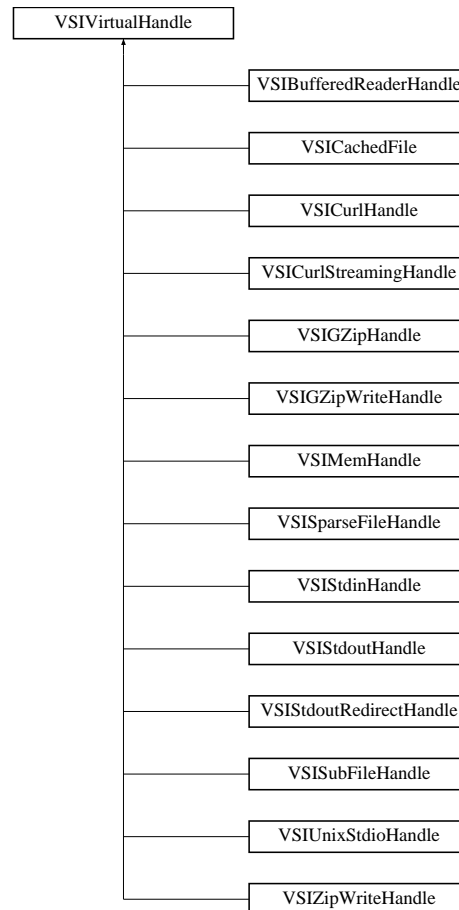 VSIVirtualHandle
VSIBufferedReaderHandle
VSICachedFile
VSICurlHandle
VSICurlStreamingHandle
VSIGZipHandle
VSIGZipWriteHandle
VSIMemHandle
VSISparseFileHandle
VSIStdinHandle
VSIStdoutHandle
VSIStdoutRedirectHandle
VSISubFileHandle
VSIUnixStdioHandle
VSIZipWriteHandle